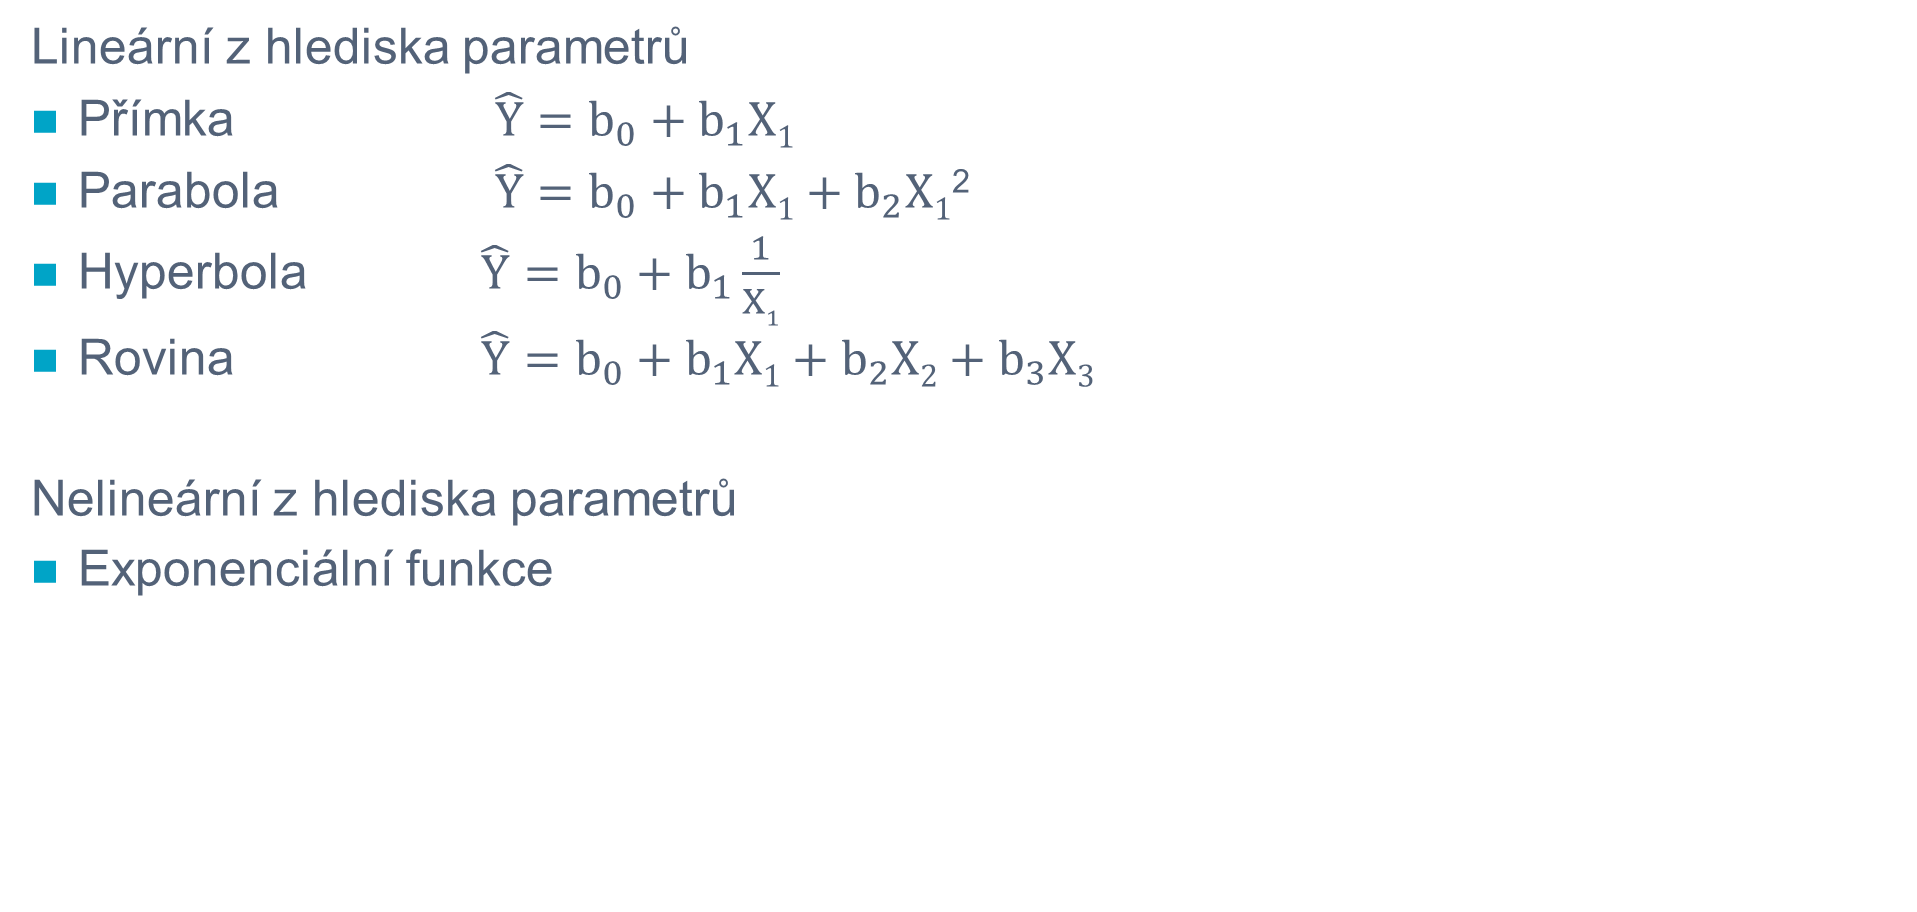 Lineární z hlediska parametrů
■ Přímka Ŷ = b₀ + b₁X₁
■ Parabola Ŷ = b₀ + b₁X₁ + b₂X₁²
■ Hyperbola Ŷ = b₀ + b₁ 1/X₁
■ Rovina Ŷ = b₀ + b₁X₁ + b₂X₂ + b₃X₃
Nelineární z hlediska parametrů
■ Exponenciální funkce